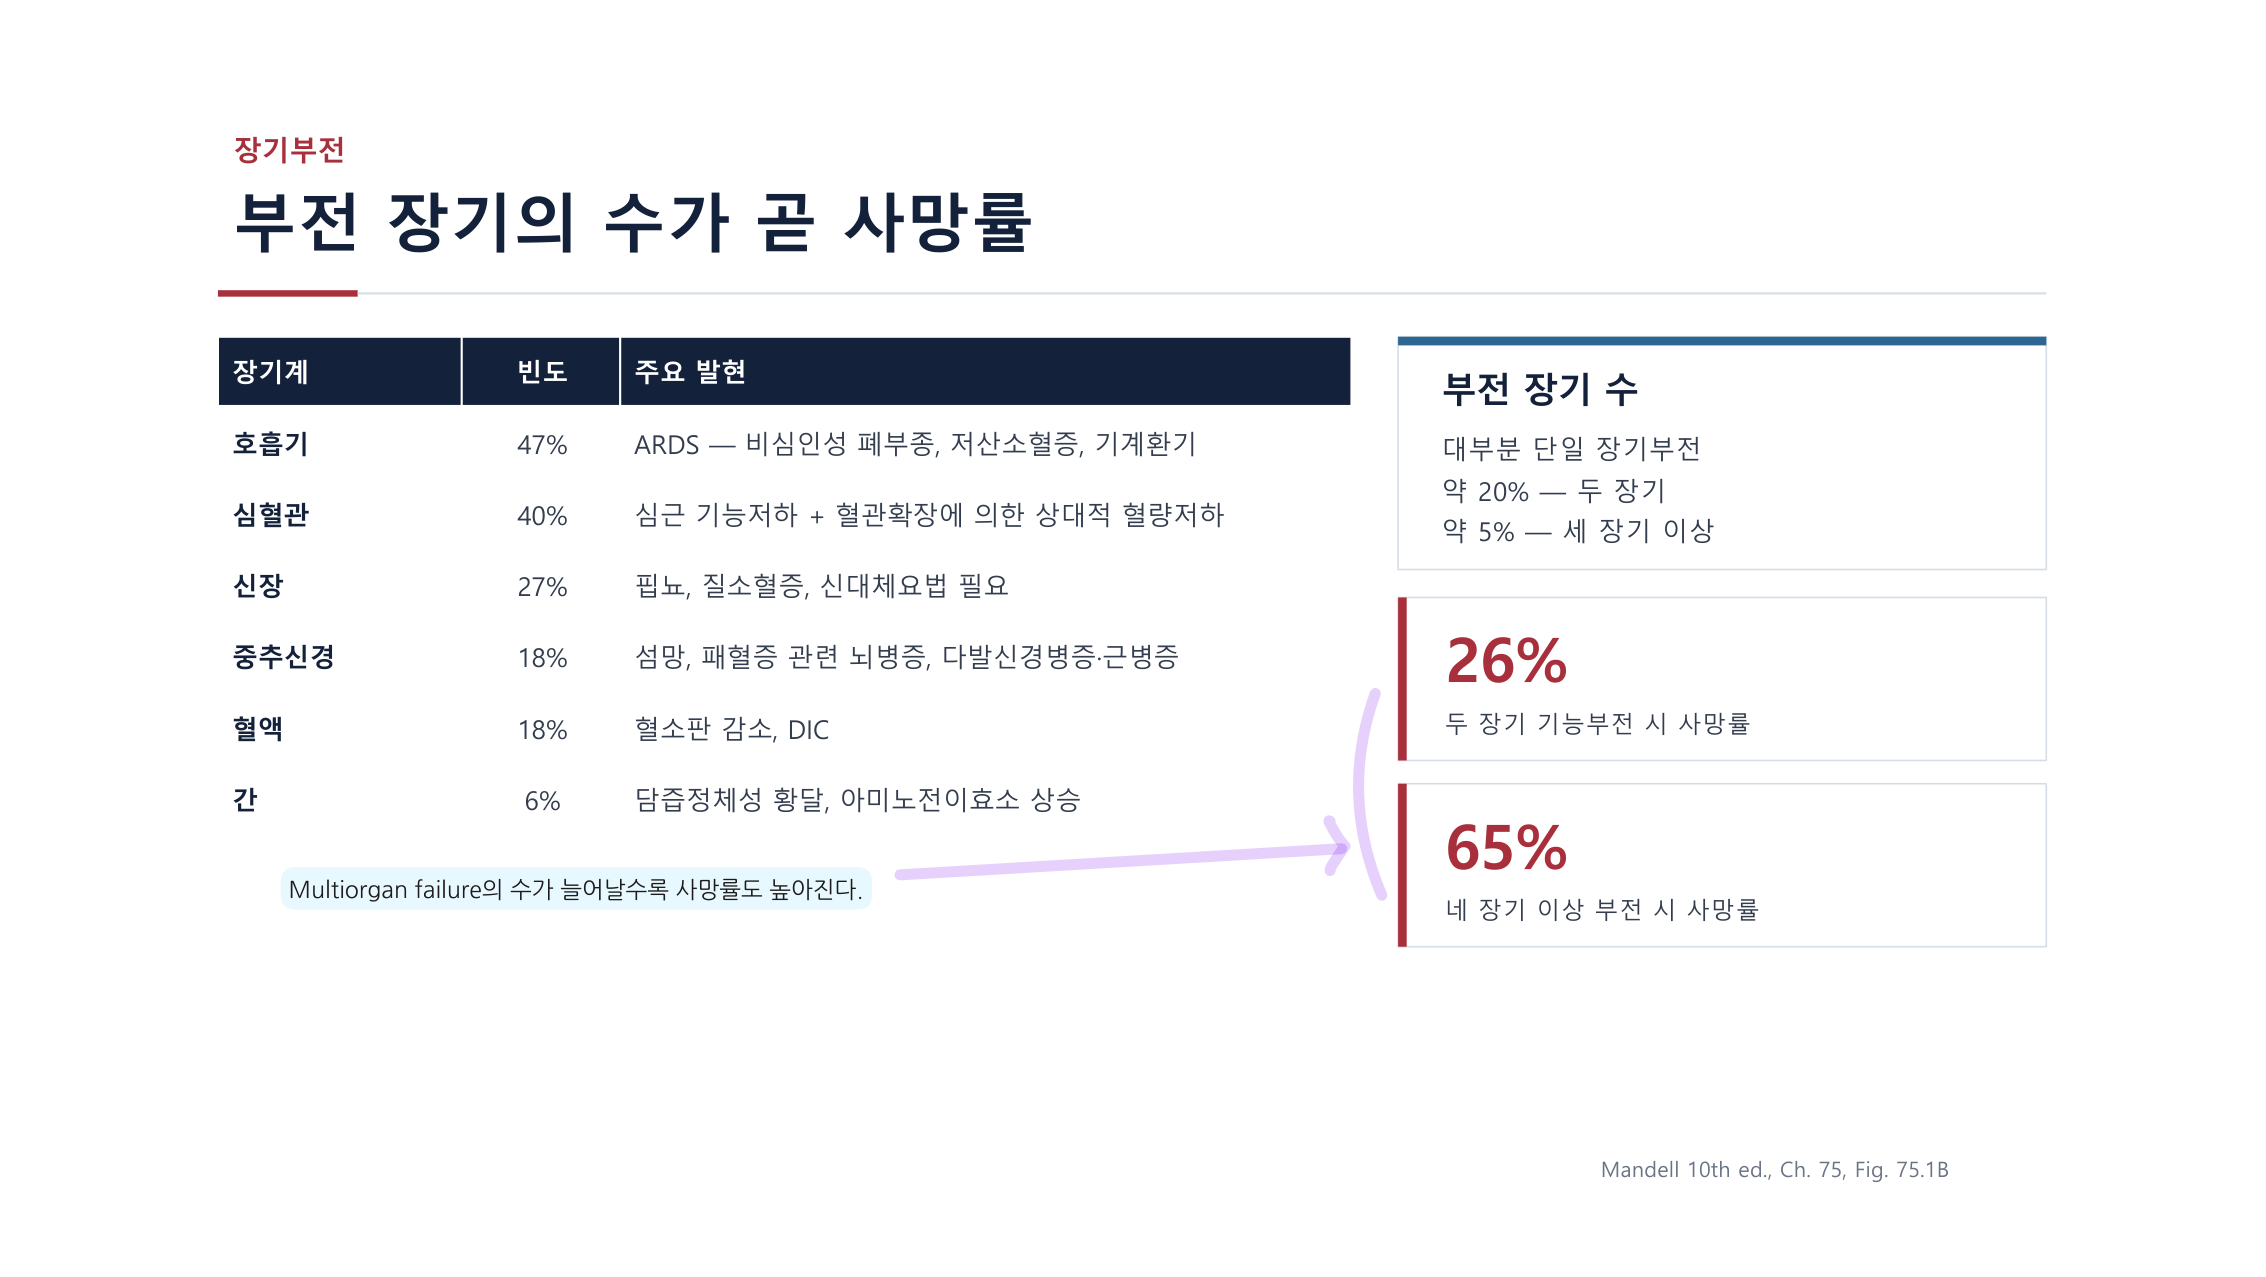 장기부전
부전 장기의 수가 곧 사망률
장기계 빈도 주요 발현
호흡기 47% ARDS — 비심인성 폐부종, 저산소혈증, 기계환기
심혈관 40% 심근 기능저하 + 혈관확장에 의한 상대적 혈량저하
신장 27% 핍뇨, 질소혈증, 신대체요법 필요
중추신경 18% 섬망, 패혈증 관련 뇌병증, 다발신경병증·근병증
혈액 18% 혈소판 감소, DIC
간 6% 담즙정체성 황달, 아미노전이효소 상승
Multiorgan failure의 수가 늘어날수록 사망률도 높아진다.
부전 장기 수
대부분 단일 장기부전
약 20% — 두 장기
약 5% — 세 장기 이상
26%
두 장기 기능부전 시 사망률
65%
네 장기 이상 부전 시 사망률
Mandell 10th ed., Ch. 75, Fig. 75.1B